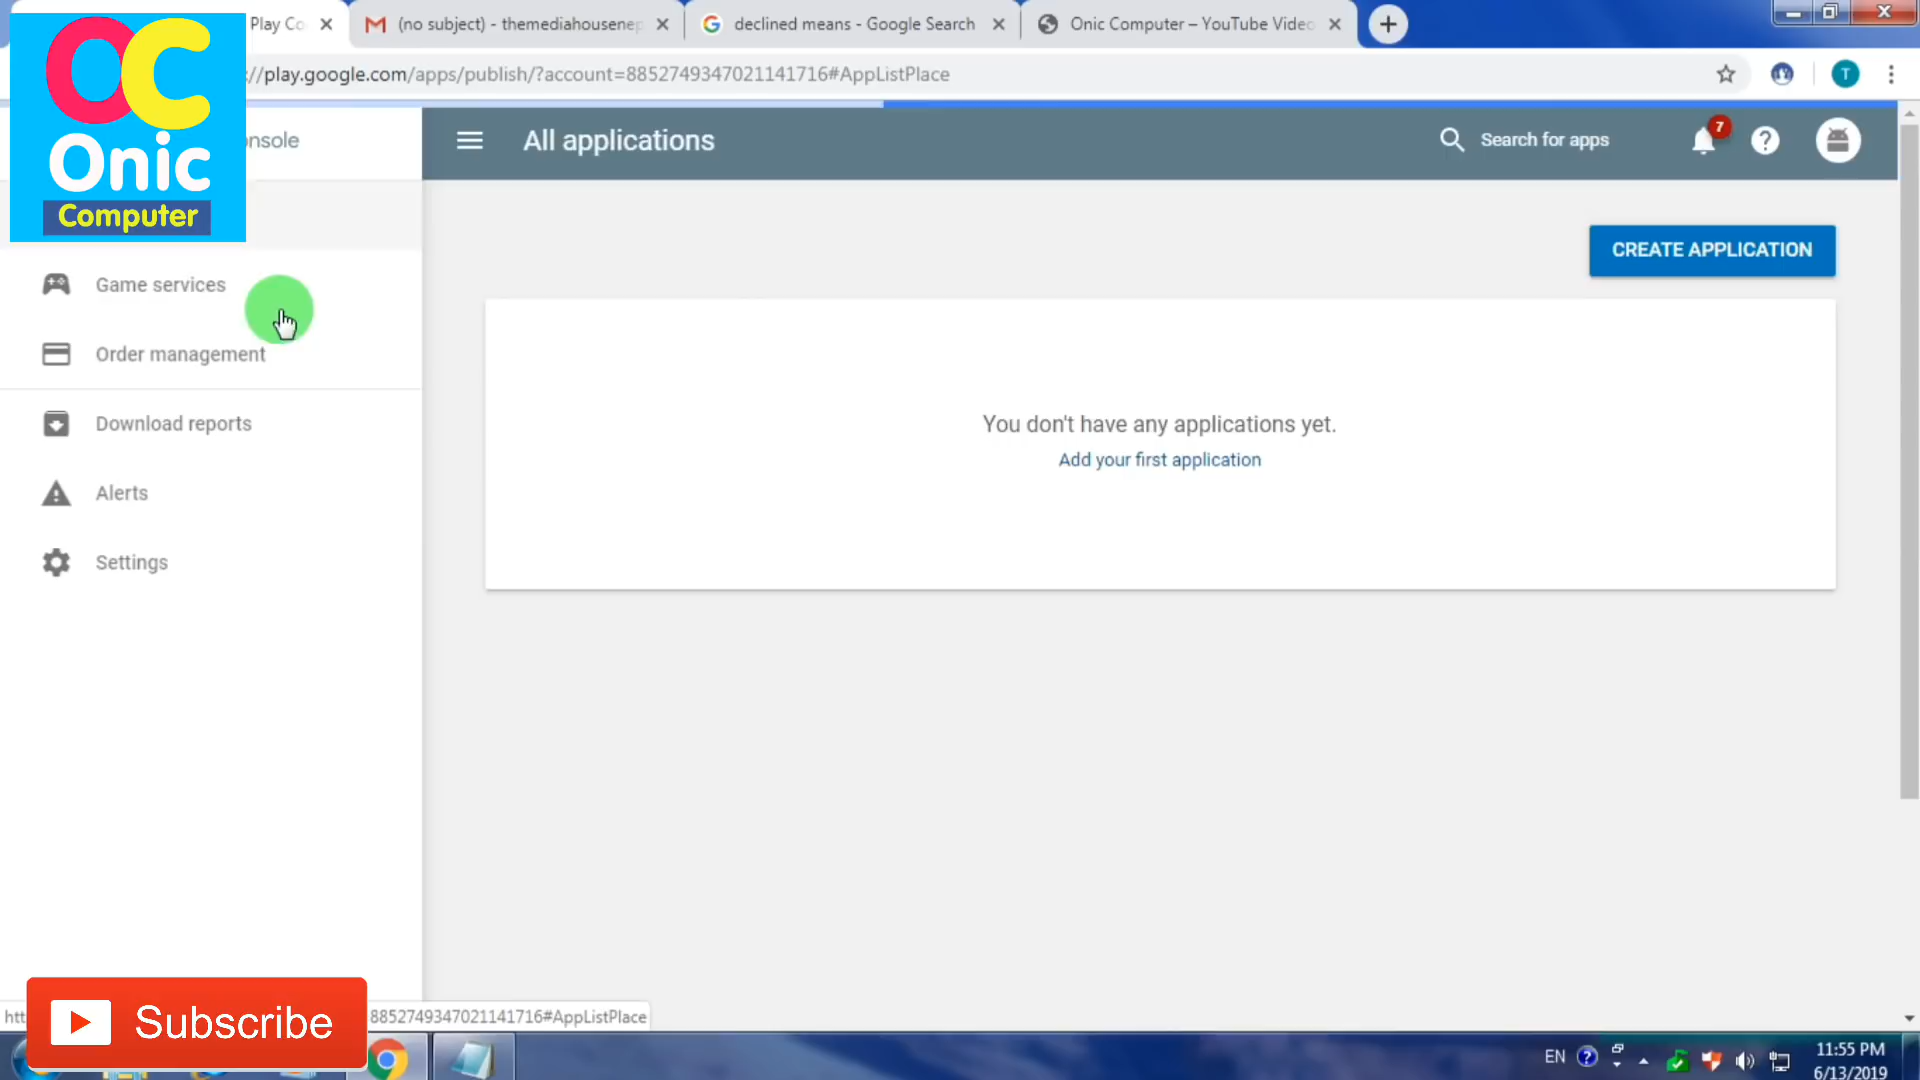 Play Co
(no subject) - themediahousenep
declined means - Google Search
Onic Computer – YouTube Video
://play.google.com/apps/publish/?account=8852749347021141716#AppListPlace
T
OC
Onic
Computer
onsole
All applications
Search for apps
7
CREATE APPLICATION
Game services
Order management
Download reports
Alerts
Settings
You don't have any applications yet.
Add your first application
htt
8852749347021141716#AppListPlace
Subscribe
EN
11:55 PM
6/13/2019